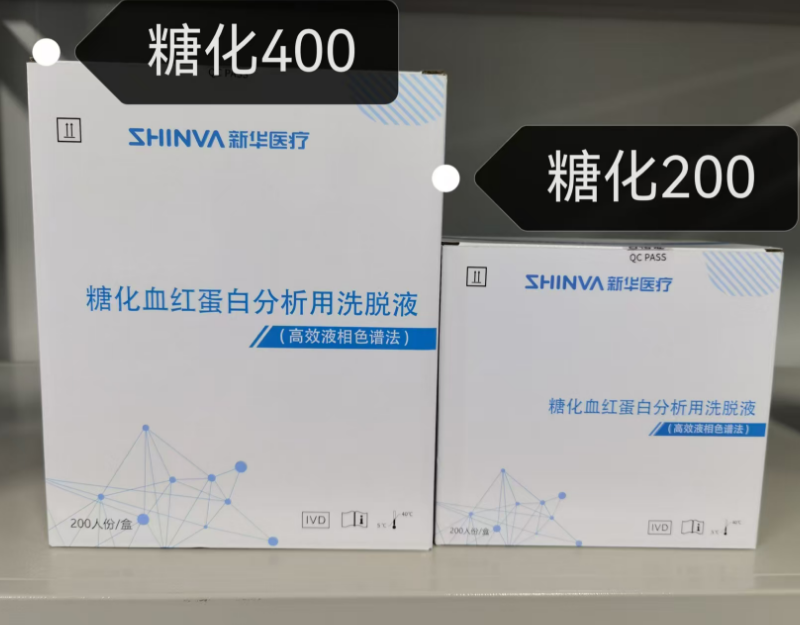 糖化400
QC PASS
SHINVA 新华医疗
糖化血红蛋白分析用洗脱液
(高效液相色谱法)
200人份/盒
IVD
40℃
糖化200
QC PASS
SHINVA 新华医疗
糖化血红蛋白分析用洗脱液
(高效液相色谱法)
200人份/盒
IVD